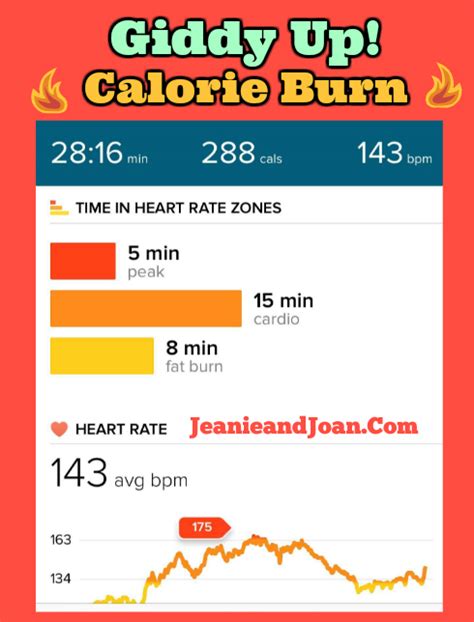 Giddy Up!
Calorie Burn
28:16 min 288 cals 143 bpm
TIME IN HEART RATE ZONES
5 min
peak
15 min
cardio
8 min
fat burn
HEART RATE JeanieandJoan.Com
143 avg bpm
175
163
134